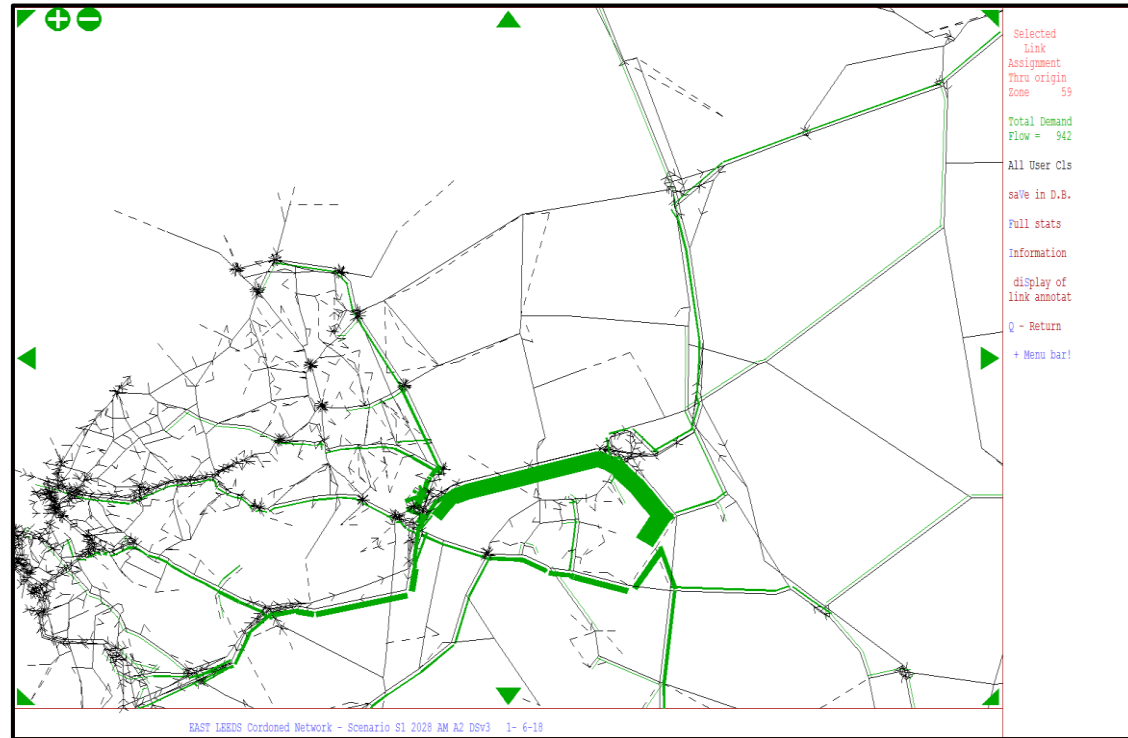 Selected
Link
Assignment
Thru origin
Zone 59
Total Demand
Flow = 942
All User Cls
saVe in D.B.
Full stats
Information
diSplay of
link annotat
Q - Return
+ Menu bar!
EAST LEEDS Cordoned Network - Scenario S1 2028 AM A2 DSv3 1- 6-18